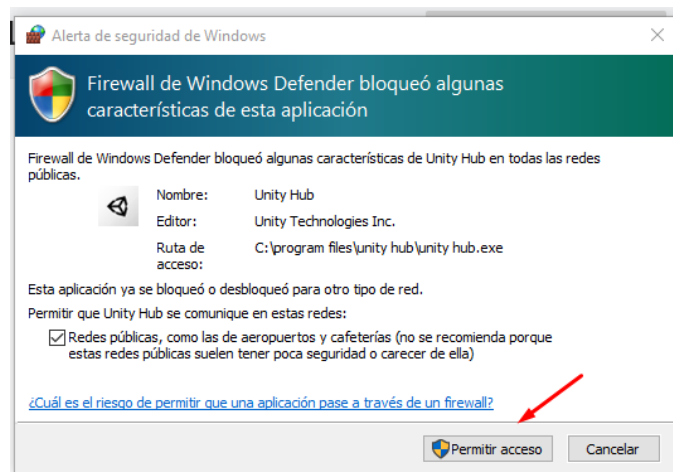 Alerta de seguridad de Windows
Firewall de Windows Defender bloqueó algunas
características de esta aplicación
Firewall de Windows Defender bloqueó algunas características de Unity Hub en todas las redes
públicas.
Nombre: Unity Hub
Editor: Unity Technologies Inc.
Ruta de C:\program files\unity hub\unity hub.exe
acceso:
Esta aplicación ya se bloqueó o desbloqueó para otro tipo de red.
Permitir que Unity Hub se comunique en estas redes:
Redes públicas, como las de aeropuertos y cafeterías (no se recomienda porque
estas redes públicas suelen tener poca seguridad o carecer de ella)
¿Cuál es el riesgo de permitir que una aplicación pase a través de un firewall?
Permitir acceso Cancelar